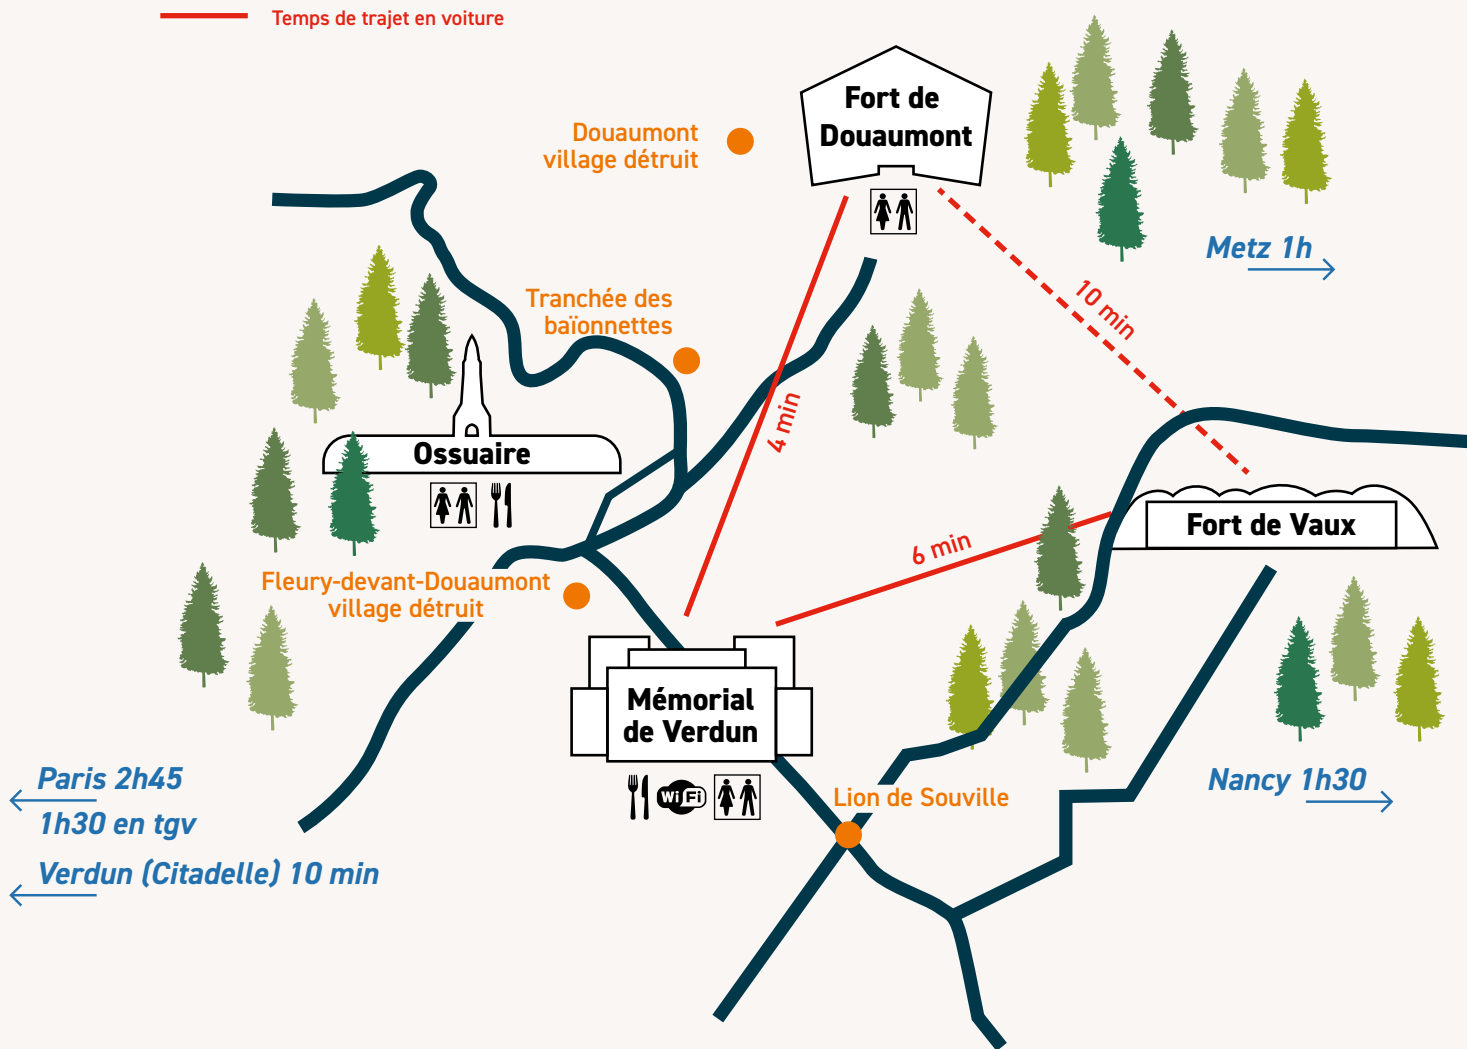 Temps de trajet en voiture
Fort de
Douaumont
Douaumont
village détruit
Metz 1h
10 min
Tranchée des
baïonnettes
4 min
Ossuaire
Fort de Vaux
6 min
Fleury-devant-Douaumont
village détruit
Mémorial
de Verdun
Wi Fi
Lion de Souville
Paris 2h45
1h30 en tgv
Verdun (Citadelle) 10 min
Nancy 1h30